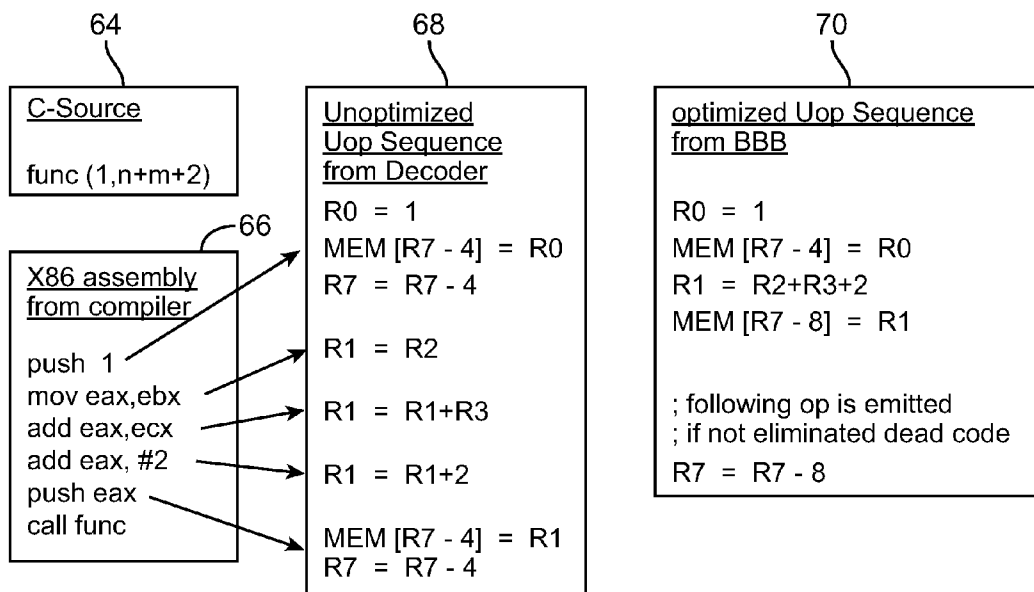 64
C-Source
func (1,n+m+2)
66
X86 assembly
from compiler
push 1
mov eax,ebx
add eax,ecx
add eax, #2
push eax
call func
68
Unoptimized
Uop Sequence
from Decoder
R0 = 1
MEM [R7 - 4] = R0
R7 = R7 - 4
R1 = R2
R1 = R1+R3
R1 = R1+2
MEM [R7 - 4] = R1
R7 = R7 - 4
70
optimized Uop Sequence
from BBB
R0 = 1
MEM [R7 - 4] = R0
R1 = R2+R3+2
MEM [R7 - 8] = R1
; following op is emitted
; if not eliminated dead code
R7 = R7 - 8